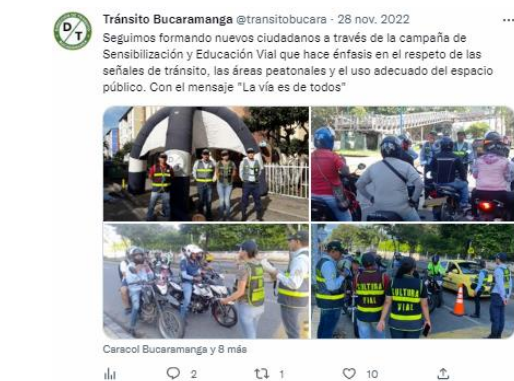 Tránsito Bucaramanga @transitobucara · 28 nov. 2022 ...
D/T
Seguimos formando nuevos ciudadanos a través de la campaña de
Sensibilización y Educación Vial que hace énfasis en el respeto de las
señales de tránsito, las áreas peatonales y el uso adecuado del espacio
público. Con el mensaje "La vía es de todos"
CULTURA
VIAL
CULTURA
VIAL
Caracol Bucaramanga y 8 más
2
1
10